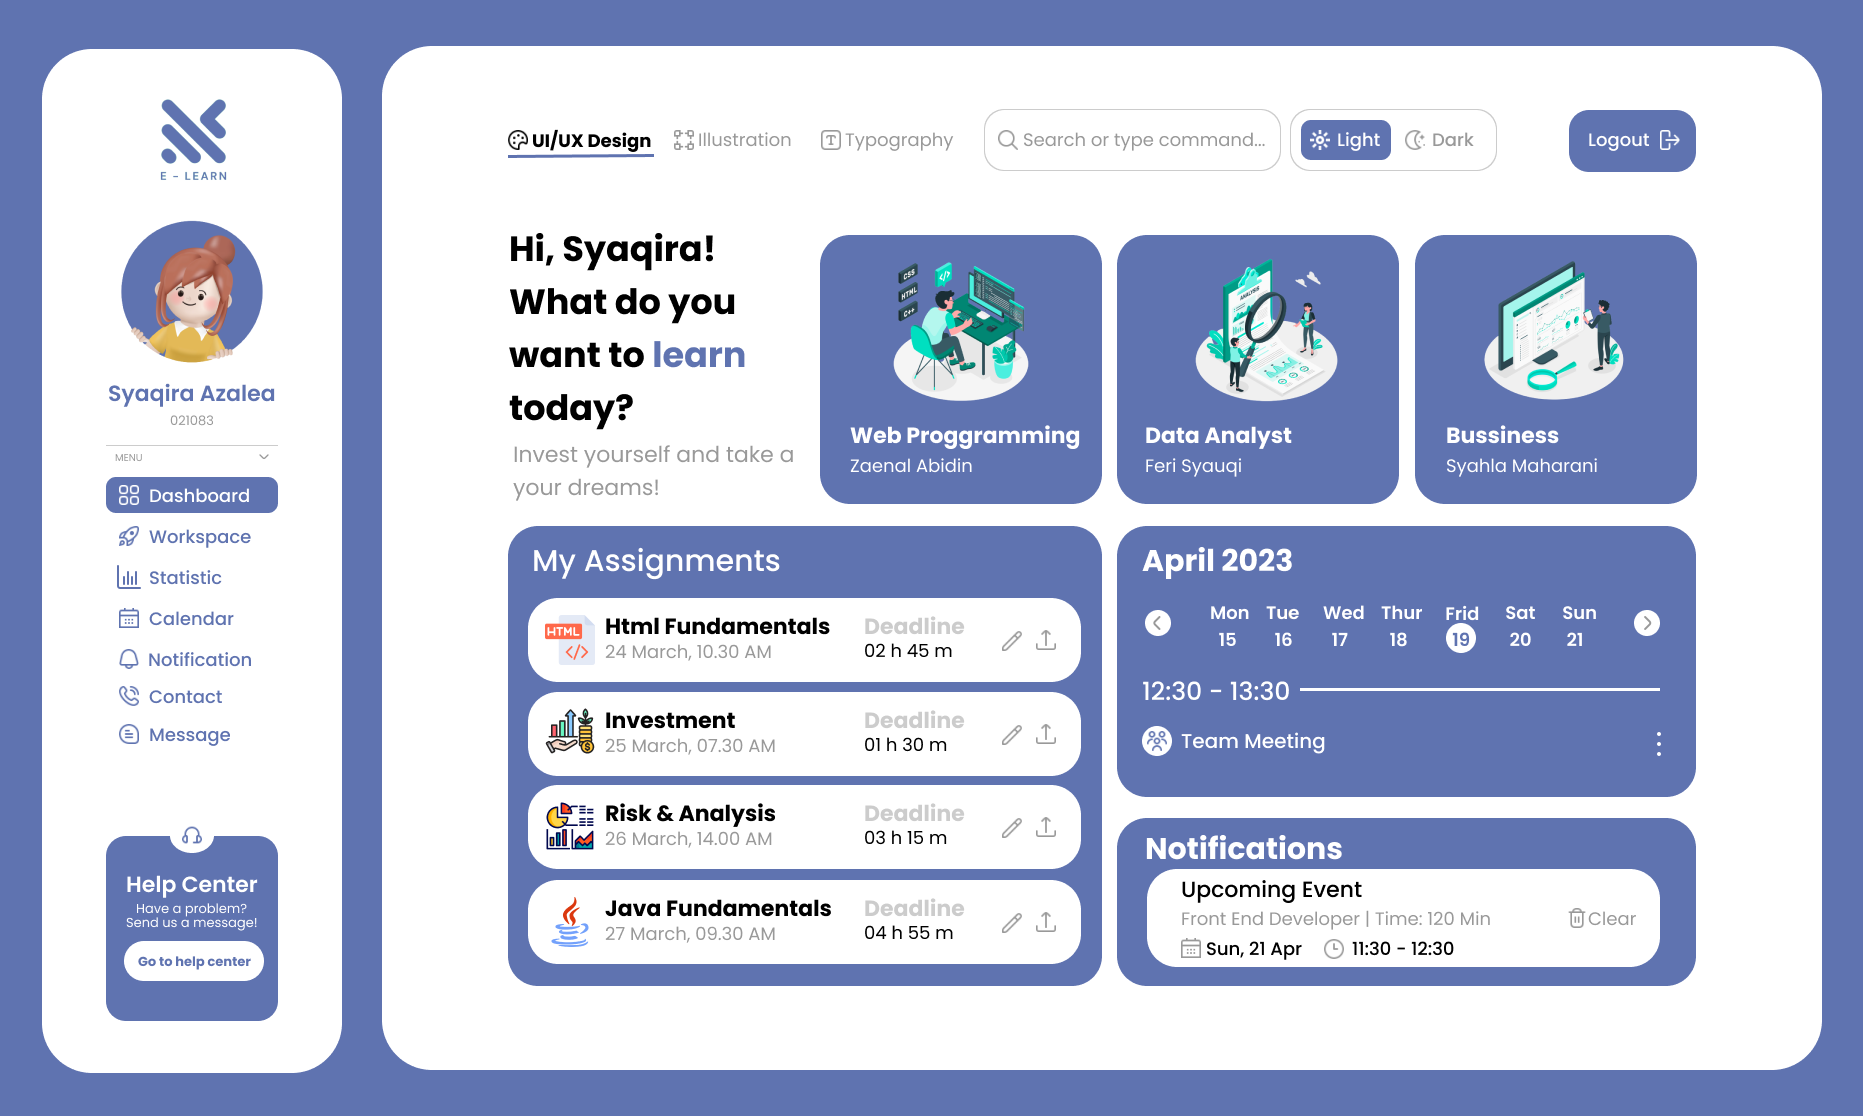 E - LEARN
Syaqira Azalea
021083
MENU
Dashboard
Workspace
Statistic
Calendar
Notification
Contact
Message
Help Center
Have a problem?
Send us a message!
Go to help center
UI/UX Design
Illustration
Typography
Search or type command...
Light
Dark
Logout
Hi, Syaqira!
What do you
want to learn
today?
Invest yourself and take a
your dreams!
CSS
</>
HTML
C++
Web Proggramming
Zaenal Abidin
ANALYSIS
Data Analyst
Feri Syauqi
Bussiness
Syahla Maharani
My Assignments
HTML
</>
Html Fundamentals
24 March, 10.30 AM
Deadline
02 h 45 m
Investment
25 March, 07.30 AM
Deadline
01 h 30 m
Risk & Analysis
26 March, 14.00 AM
Deadline
03 h 15 m
Java Fundamentals
27 March, 09.30 AM
Deadline
04 h 55 m
April 2023
Mon Tue Wed Thur Frid Sat Sun
15 16 17 18 19 20 21
12:30 - 13:30
Team Meeting
Notifications
Upcoming Event
Front End Developer | Time: 120 Min
Clear
Sun, 21 Apr 11:30 - 12:30